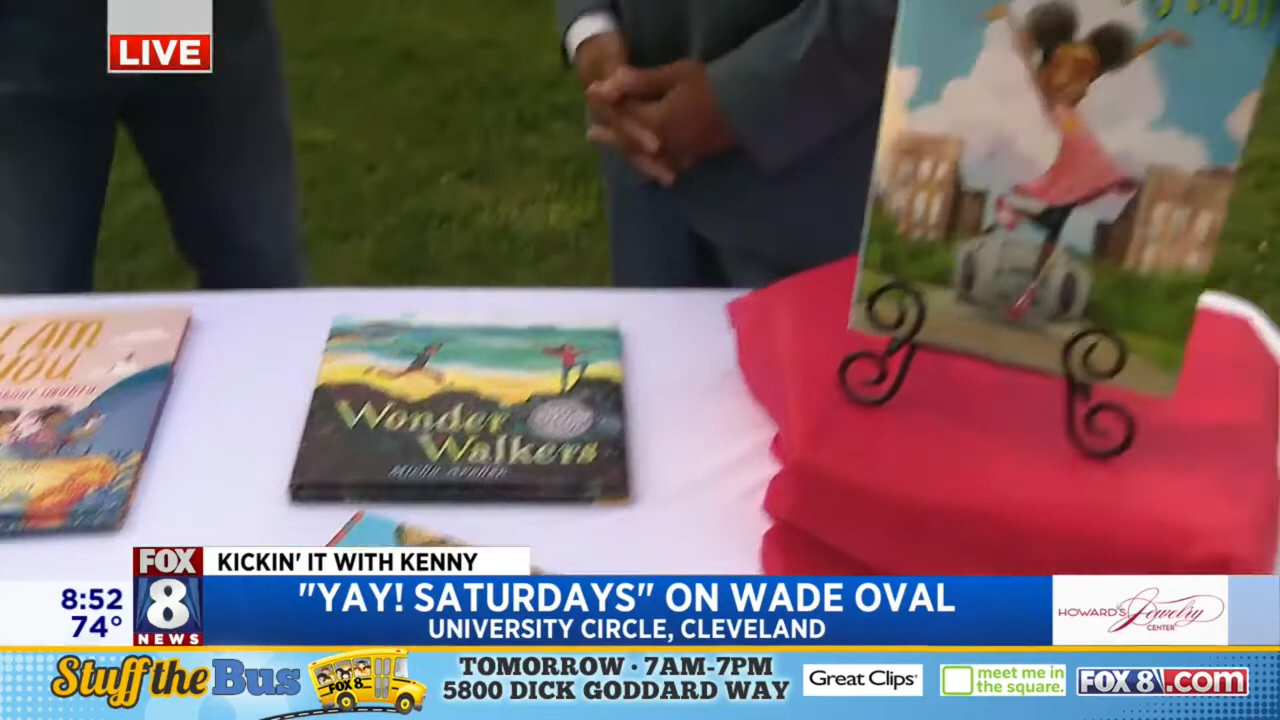 LIVE
I AM
YOU
Wonder
Walkers
FOX
8
NEWS
KICKIN' IT WITH KENNY
8:52
74°
"YAY! SATURDAYS" ON WADE OVAL
UNIVERSITY CIRCLE, CLEVELAND
HOWARD'S Jewelry
CENTER
Stuff the Bus
FOX 8
TOMORROW · 7AM-7PM
5800 DICK GODDARD WAY
Great Clips
meet me in
the square.
FOX 8 .com